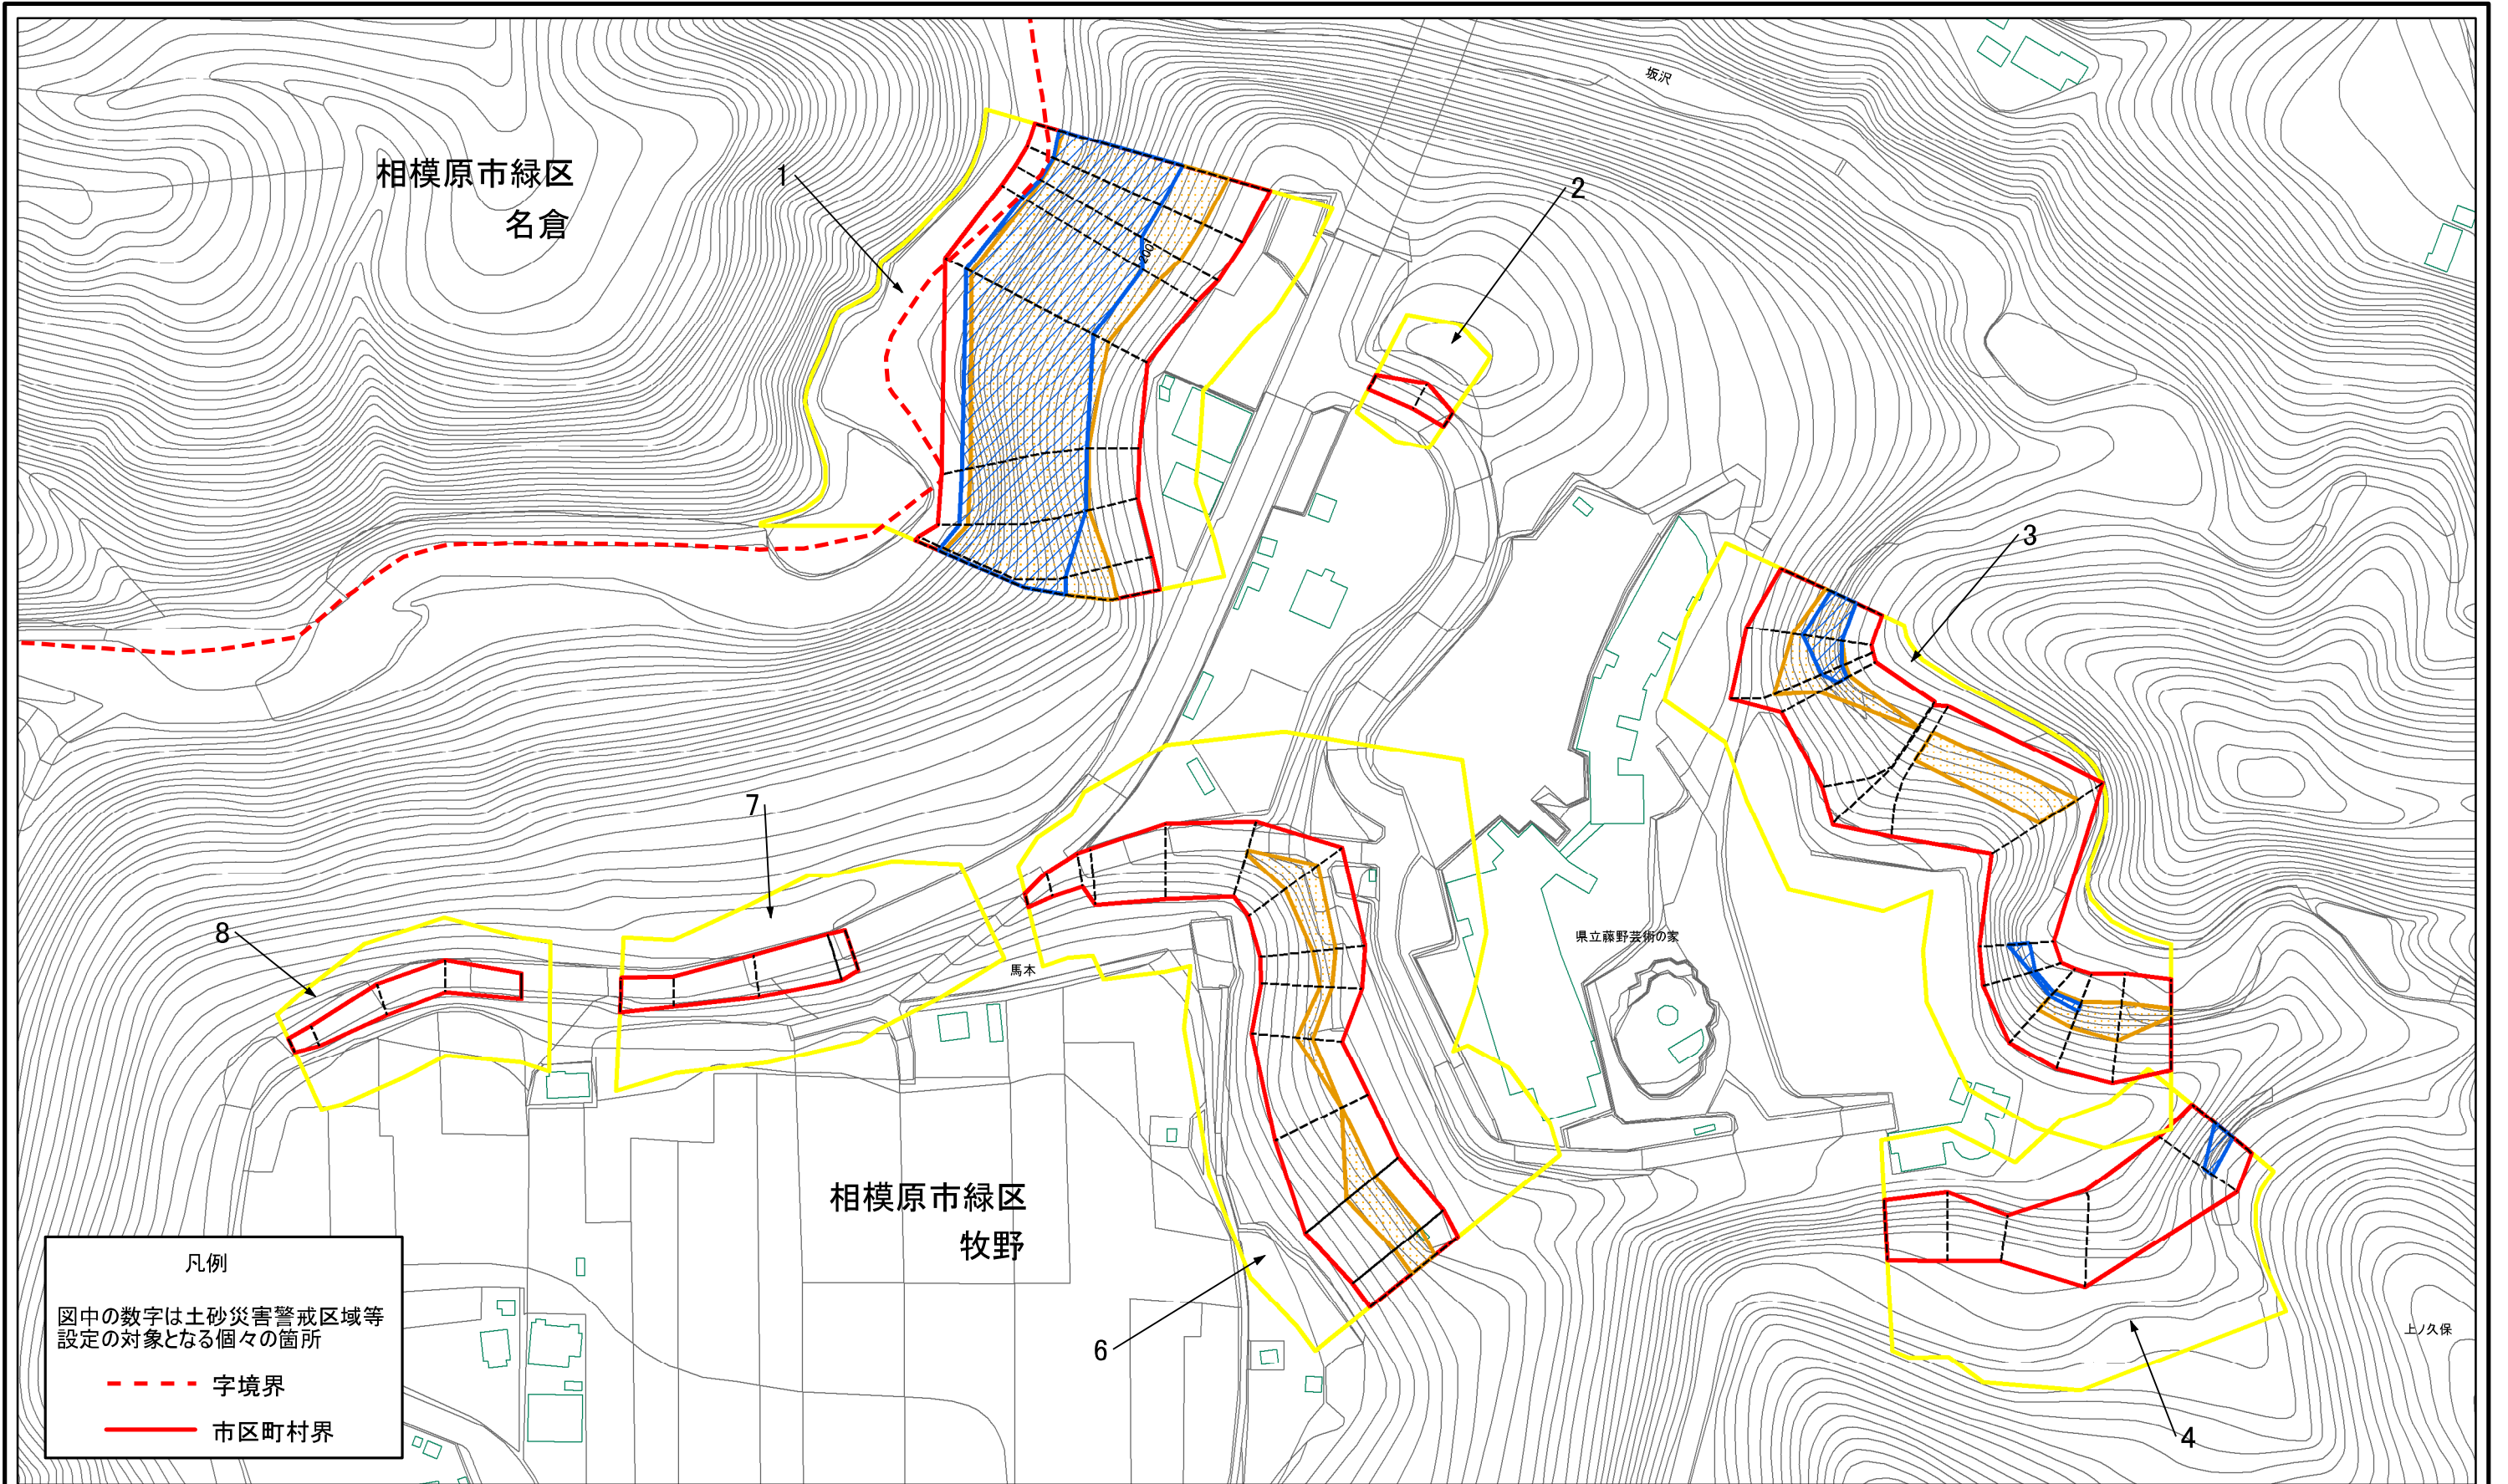 坂沢
相模原市緑区
名倉
1
2
200
3
7
県立藤野芸術の家
8
馬木
相模原市緑区
牧野
凡例
図中の数字は土砂災害警戒区域等
設定の対象となる個々の箇所
字境界
市区町村界
6
上ノ久保
4